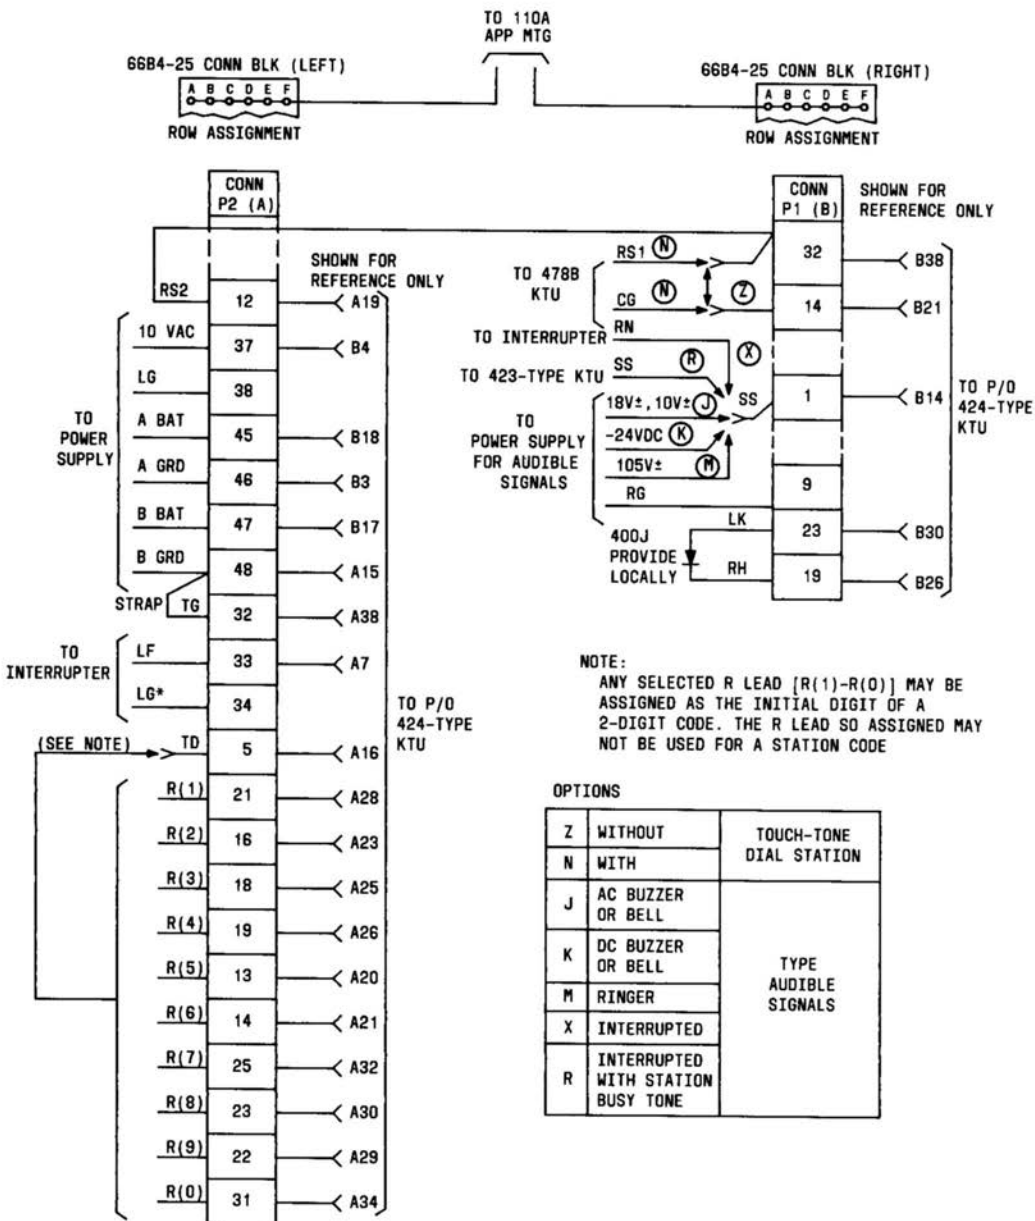 TO 110A
APP MTG
66B4-25 CONN BLK (LEFT)
A B C D E F
ROW ASSIGNMENT
66B4-25 CONN BLK (RIGHT)
A B C D E F
ROW ASSIGNMENT
CONN
P2 (A)
SHOWN FOR
REFERENCE ONLY
RS2 12 A19
10 VAC 37 B4
LG 38
A BAT 45 B18
A GRD 46 B3
B BAT 47 B17
B GRD 48 A15
TO
POWER
SUPPLY
STRAP TG 32 A38
TO
INTERRUPTER
LF 33 A7
LG* 34
(SEE NOTE) TD 5 A16
R(1) 21 A28
R(2) 16 A23
R(3) 18 A25
R(4) 19 A26
R(5) 13 A20
R(6) 14 A21
R(7) 25 A32
R(8) 23 A30
R(9) 22 A29
R(0) 31 A34
TO P/O
424-TYPE
KTU
CONN
P1 (B)
SHOWN FOR
REFERENCE ONLY
TO 478B
KTU
RS1 N 32 B38
CG N Z 14 B21
TO INTERRUPTER RN X
TO 423-TYPE KTU SS R
TO
POWER SUPPLY
FOR AUDIBLE
SIGNALS
18V±,10V± J SS 1 B14
-24VDC K
105V± M
RG 9
LK 23 B30
RH 19 B26
400J
PROVIDE
LOCALLY
TO P/O
424-TYPE
KTU
NOTE:
ANY SELECTED R LEAD [R(1)-R(0)] MAY BE
ASSIGNED AS THE INITIAL DIGIT OF A
2-DIGIT CODE. THE R LEAD SO ASSIGNED MAY
NOT BE USED FOR A STATION CODE
OPTIONS
Z WITHOUT
N WITH
TOUCH-TONE
DIAL STATION
J AC BUZZER
OR BELL
K DC BUZZER
OR BELL
M RINGER
X INTERRUPTED
R INTERRUPTED
WITH STATION
BUSY TONE
TYPE
AUDIBLE
SIGNALS